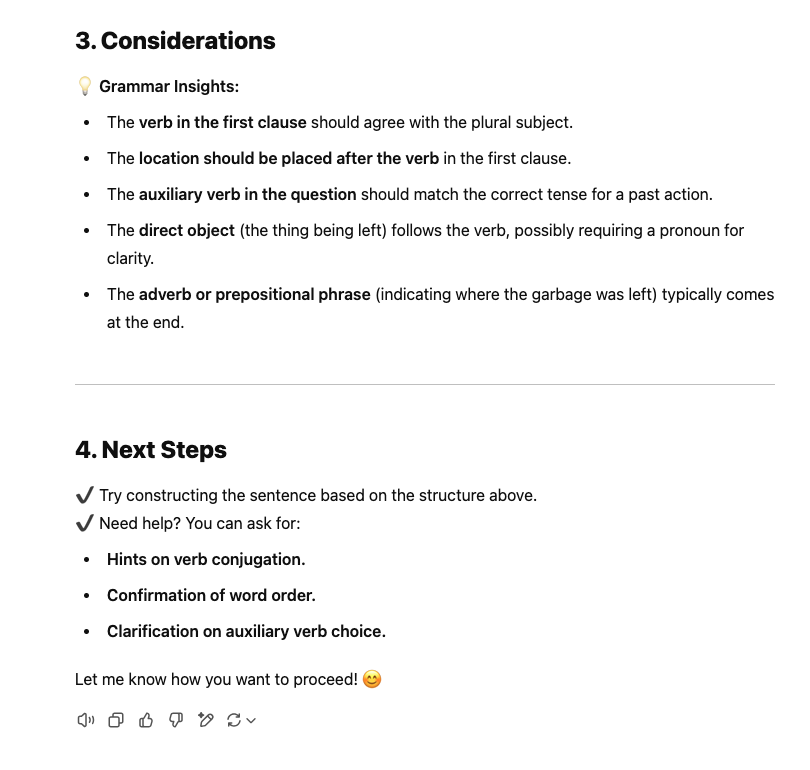 3. Considerations
💡 Grammar Insights:
• The verb in the first clause should agree with the plural subject.
• The location should be placed after the verb in the first clause.
• The auxiliary verb in the question should match the correct tense for a past action.
• The direct object (the thing being left) follows the verb, possibly requiring a pronoun for
clarity.
• The adverb or prepositional phrase (indicating where the garbage was left) typically comes
at the end.
4. Next Steps
✔ Try constructing the sentence based on the structure above.
✔ Need help? You can ask for:
• Hints on verb conjugation.
• Confirmation of word order.
• Clarification on auxiliary verb choice.
Let me know how you want to proceed! 😊